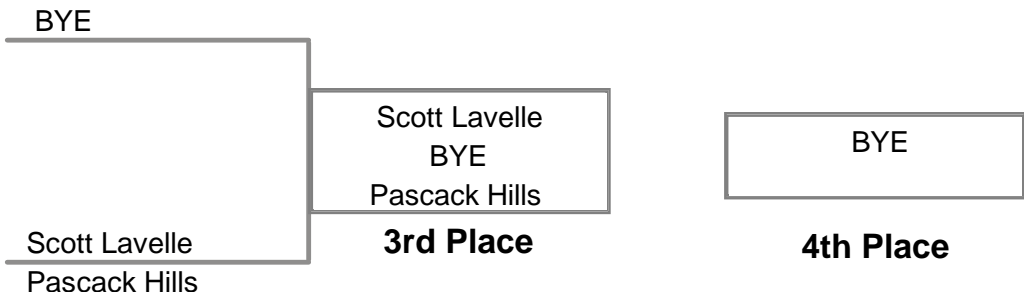 BYE
Scott Lavelle
BYE
Pascack Hills
3rd Place
BYE
4th Place
Scott Lavelle
Pascack Hills